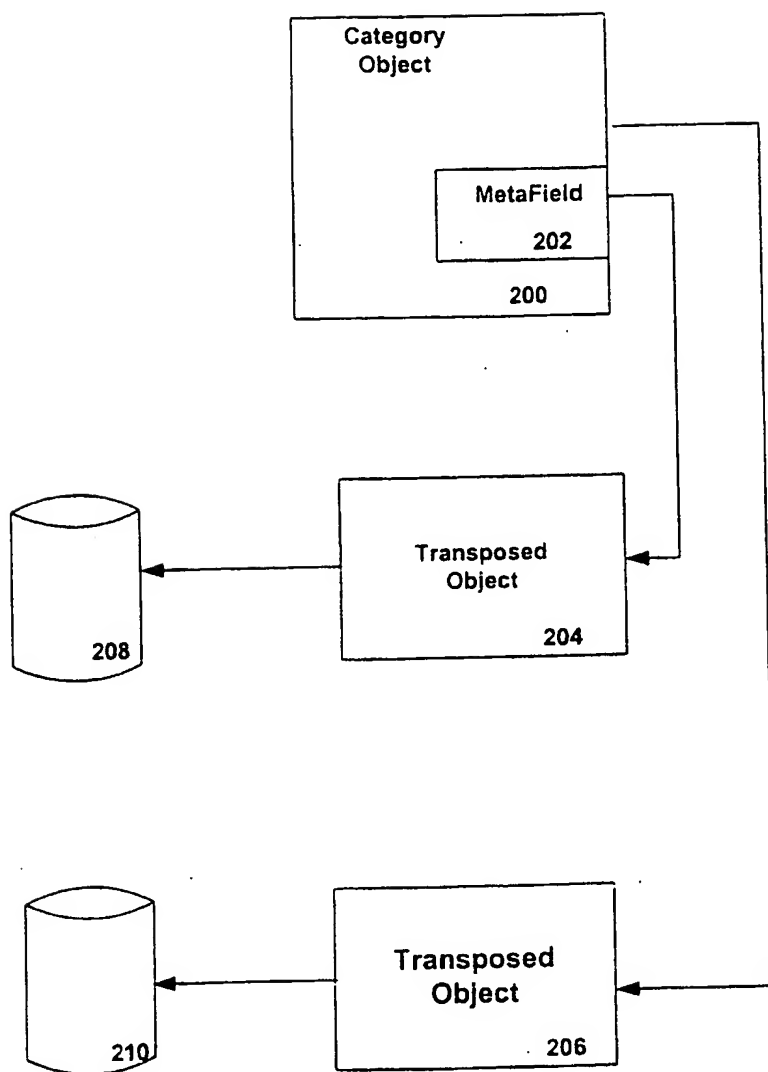 Category
Object
MetaField
202
200
Transposed
Object
204
208
Transposed
Object
206
210